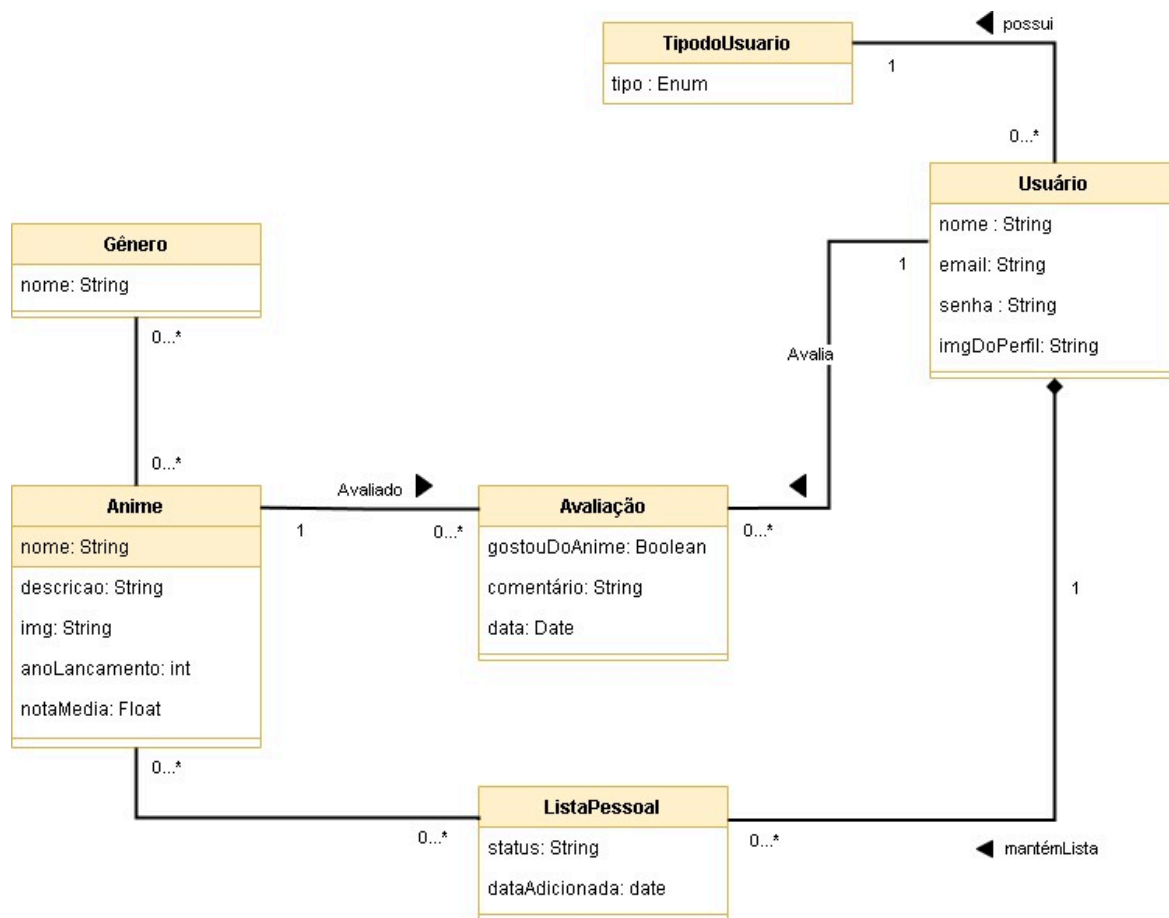 possui
TipodoUsuario
tipo : Enum
1
0...*
Usuário
nome : String
email: String
senha : String
imgDoPerfil: String
1
Avalia
Gênero
nome: String
0...*
0...*
Anime
nome: String
descricao: String
img: String
anoLancamento: int
notaMedia: Float
Avaliado
1
0...*
Avaliação
gostouDoAnime: Boolean
comentário: String
data: Date
0...*
1
0...*
0...*
ListaPessoal
status: String
dataAdicionada: date
0...*
mantémLista